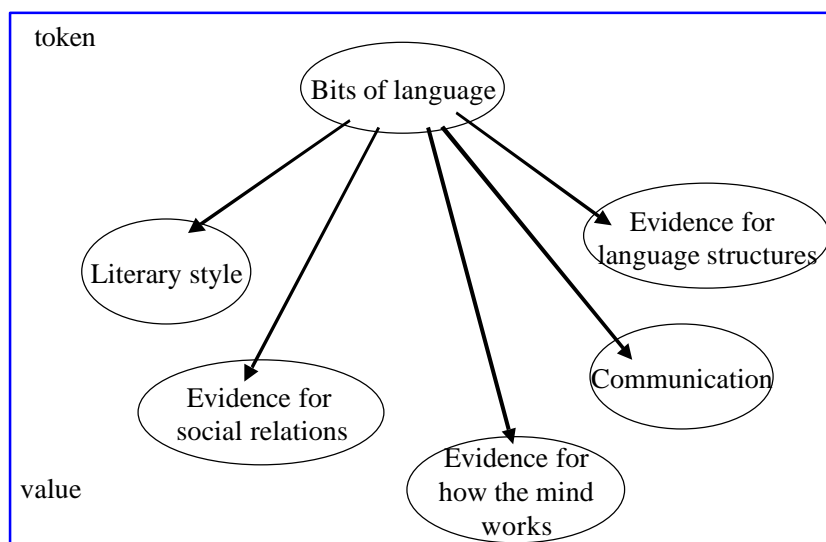 token
Bits of language
Evidence for
language structures
Literary style
Communication
Evidence for
social relations
Evidence for
how the mind
works
value